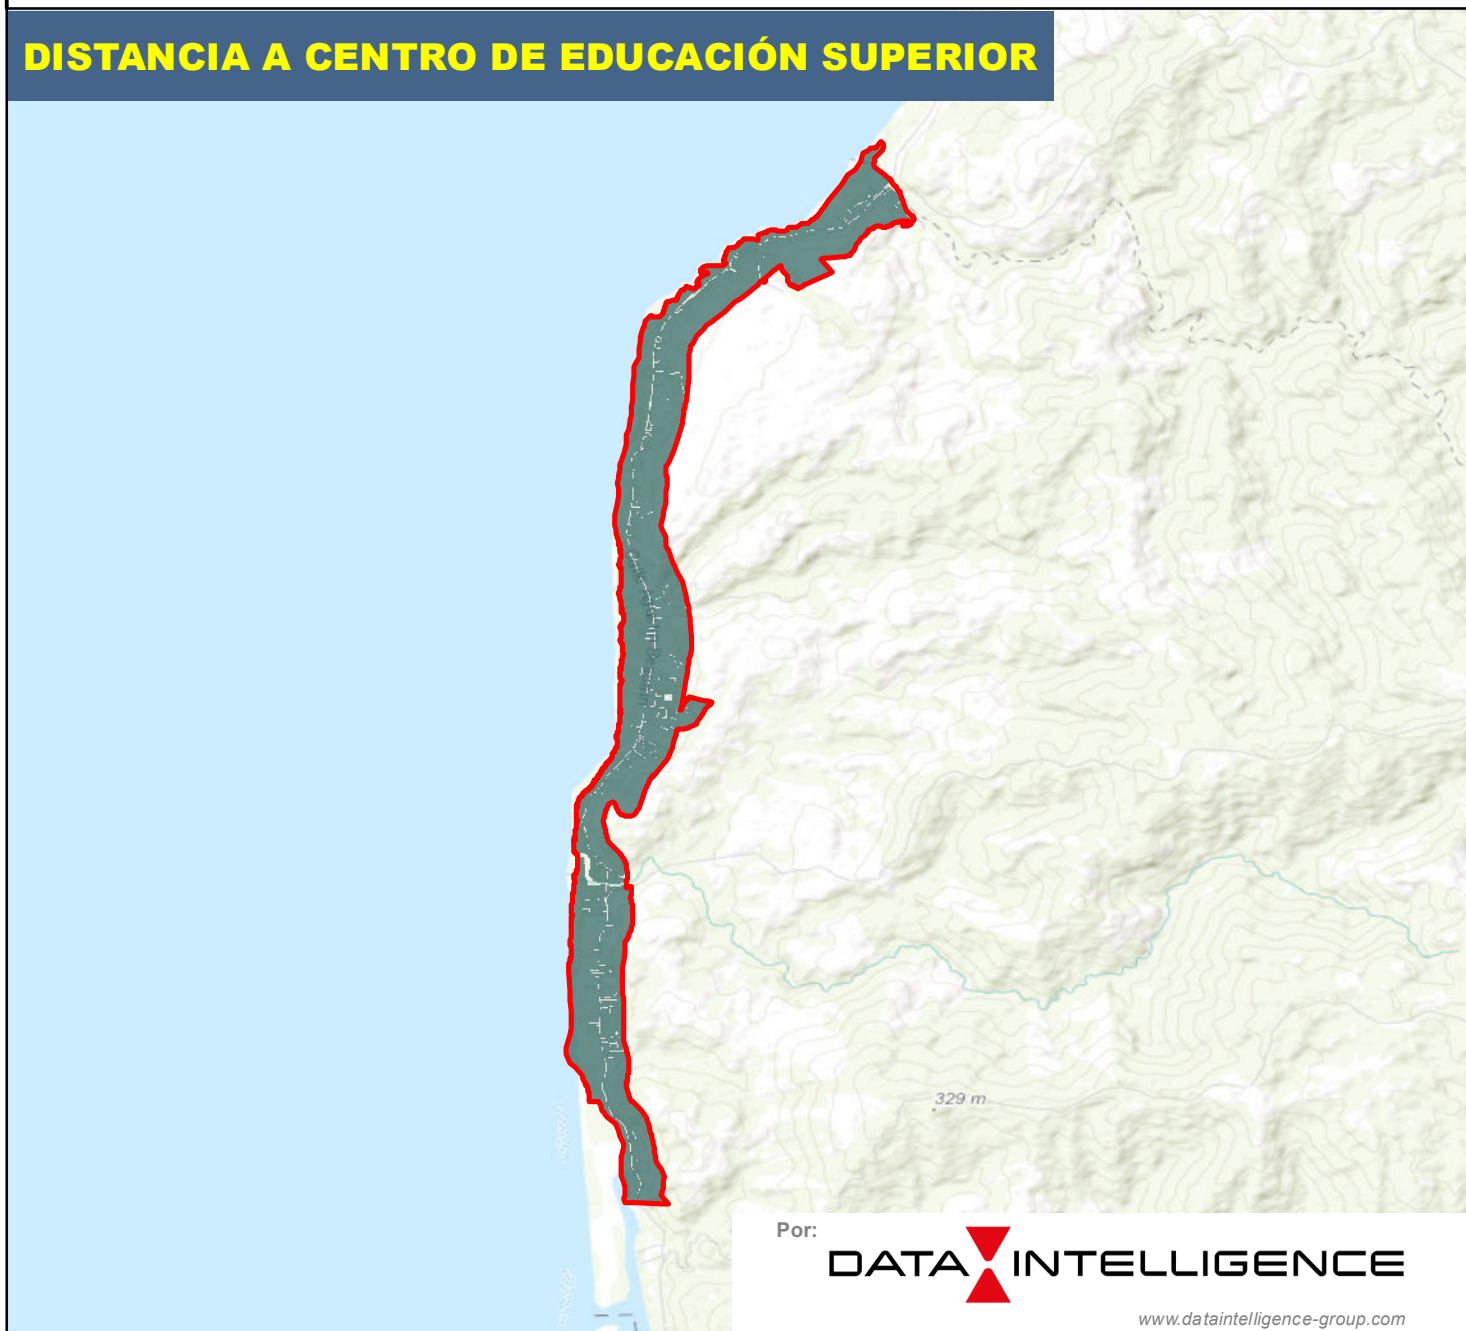 DISTANCIA A CENTRO DE EDUCACIÓN SUPERIOR
329 m
Por:
DATA INTELLIGENCE
www.dataintelligence-group.com